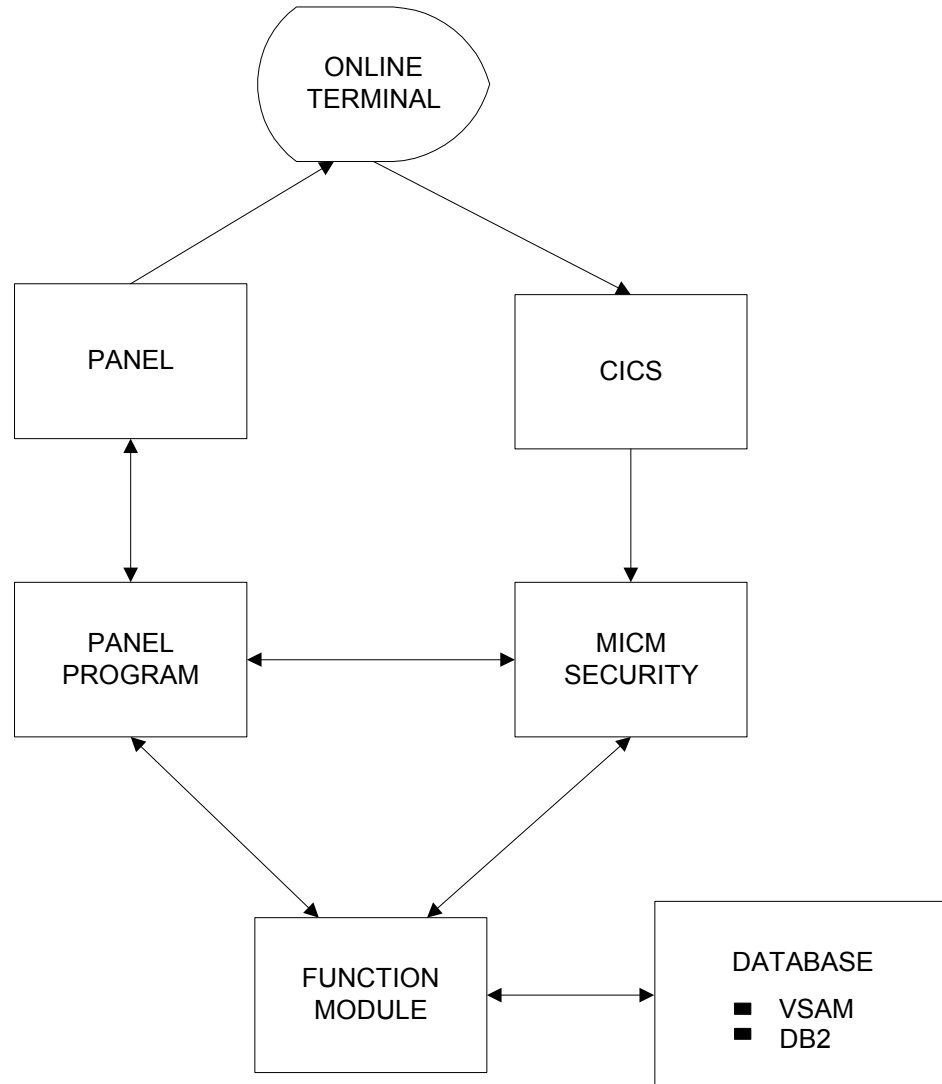 ONLINE
TERMINAL
PANEL
CICS
PANEL
PROGRAM
MICM
SECURITY
FUNCTION
MODULE
DATABASE
VSAM
DB2